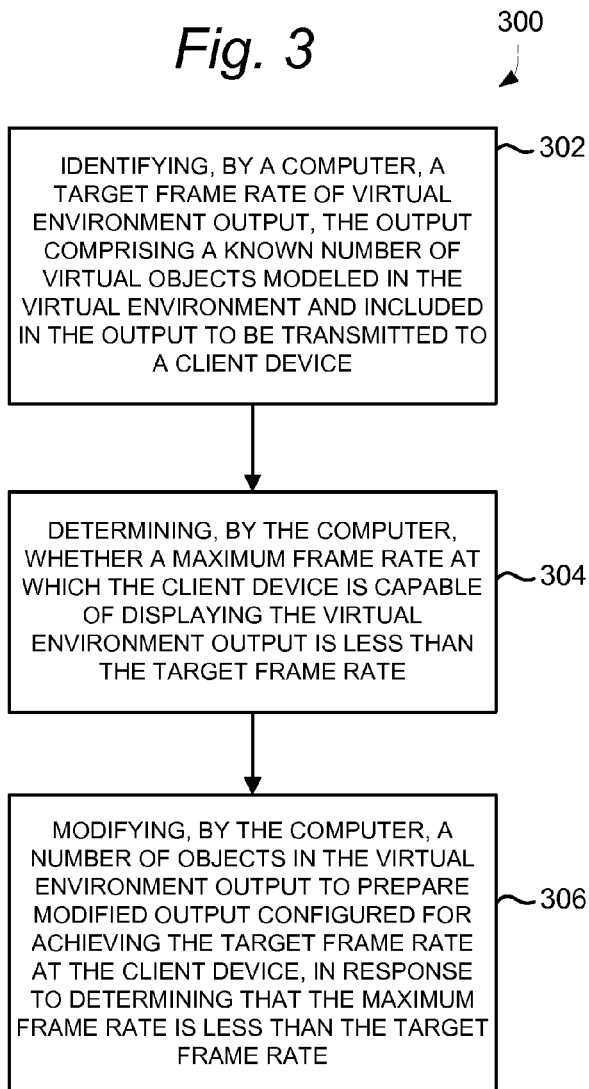 Fig. 3
300
IDENTIFYING, BY A COMPUTER, A
TARGET FRAME RATE OF VIRTUAL
ENVIRONMENT OUTPUT, THE OUTPUT
COMPRISING A KNOWN NUMBER OF
VIRTUAL OBJECTS MODELED IN THE
VIRTUAL ENVIRONMENT AND INCLUDED
IN THE OUTPUT TO BE TRANSMITTED TO
A CLIENT DEVICE
302
DETERMINING, BY THE COMPUTER,
WHETHER A MAXIMUM FRAME RATE AT
WHICH THE CLIENT DEVICE IS CAPABLE
OF DISPLAYING THE VIRTUAL
ENVIRONMENT OUTPUT IS LESS THAN
THE TARGET FRAME RATE
304
MODIFYING, BY THE COMPUTER, A
NUMBER OF OBJECTS IN THE VIRTUAL
ENVIRONMENT OUTPUT TO PREPARE
MODIFIED OUTPUT CONFIGURED FOR
ACHIEVING THE TARGET FRAME RATE
AT THE CLIENT DEVICE, IN RESPONSE
TO DETERMINING THAT THE MAXIMUM
FRAME RATE IS LESS THAN THE TARGET
FRAME RATE
306